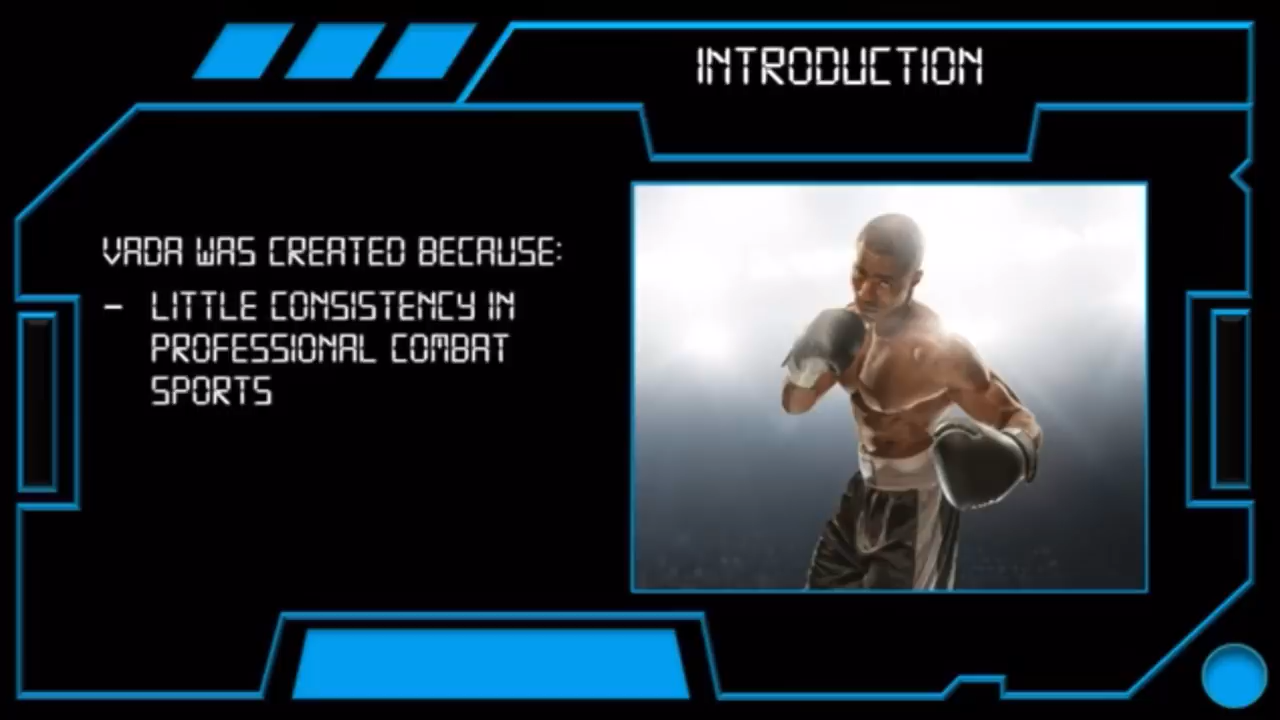 INTRODUCTION
VADA WAS CREATED BECAUSE:
- LITTLE CONSISTENCY IN
PROFESSIONAL COMBAT
SPORTS